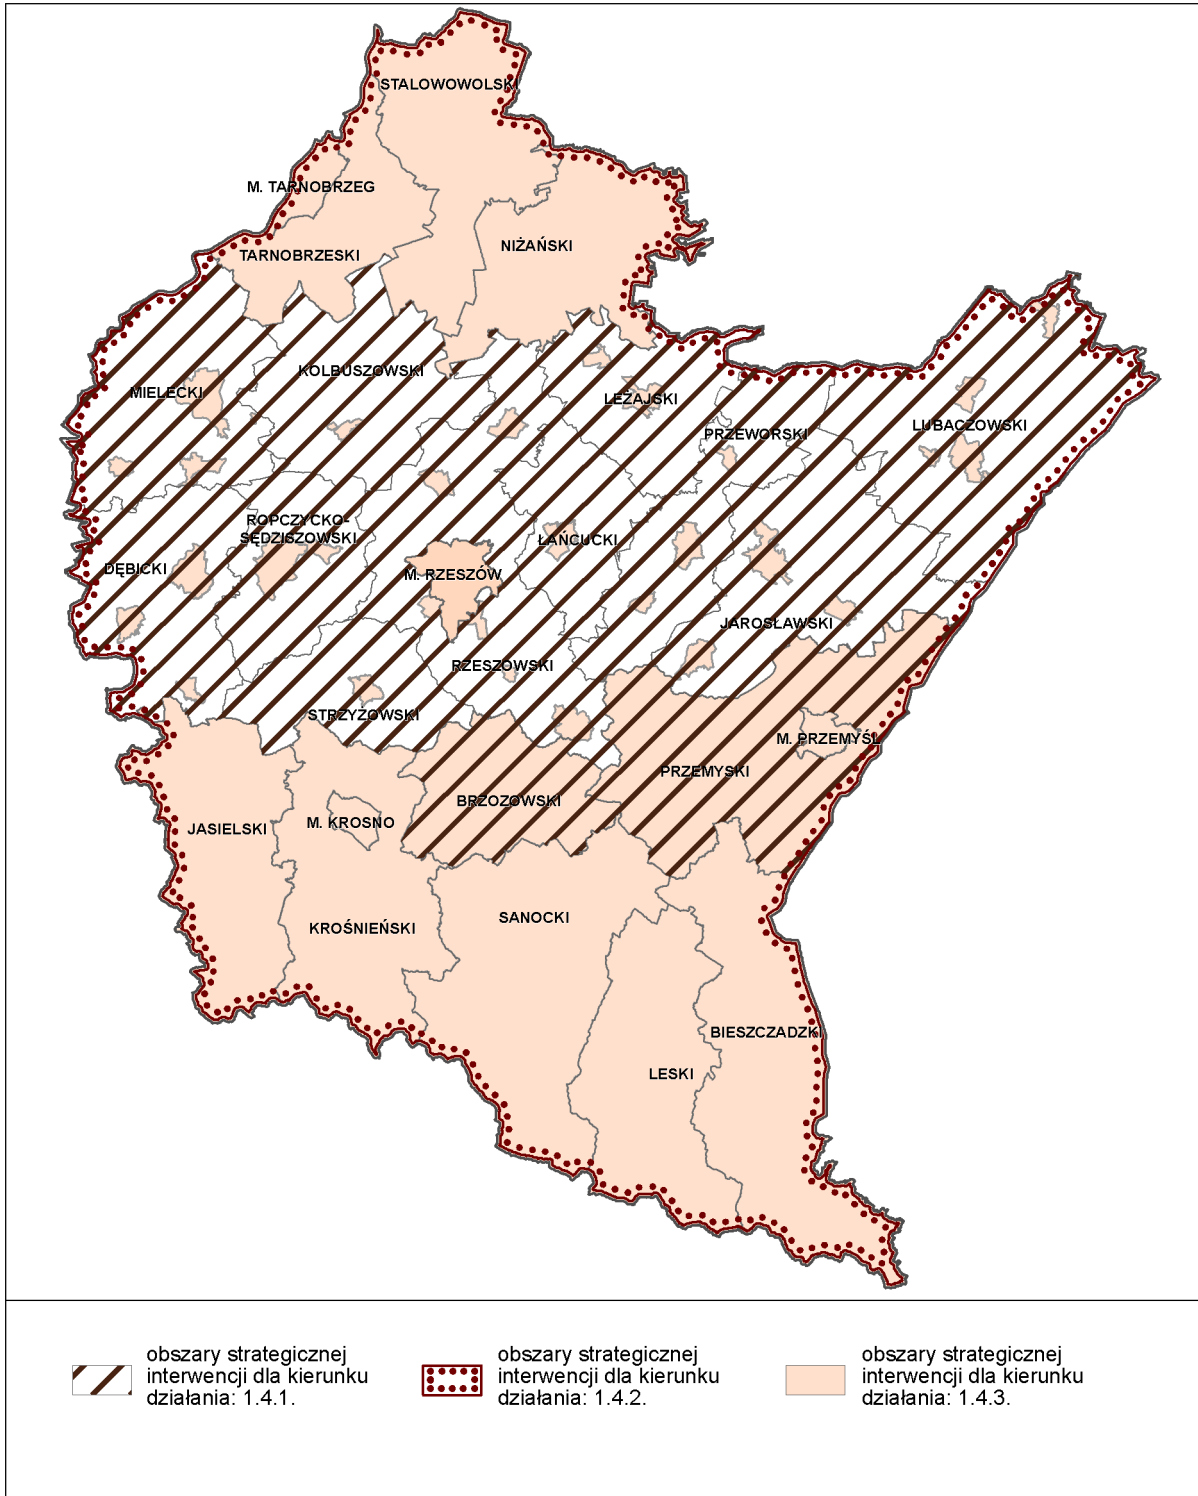 STALOWOWOLSKI
M. TARNOBRZEG
NIŻAŃSKI
TARNOBRZESKI
KOLBUSZOWSKI
MIELECKI
LEŻAJSKI
LUBACZOWSKI
PRZEWORSKI
ROPCZYCKO-
SĘDZISZOWSKI
ŁAŃCUCKI
DĘBICKI
M. RZESZÓW
JAROSŁAWSKI
RZESZOWSKI
STRZYŻOWSKI
M. PRZEMYŚL
PRZEMYSKI
BRZOZOWSKI
M. KROSNO
JASIELSKI
SANOCKI
KROŚNIEŃSKI
BIESZCZADZKI
LESKI
obszary strategicznej
interwencji dla kierunku
działania: 1.4.1.
obszary strategicznej
interwencji dla kierunku
działania: 1.4.2.
obszary strategicznej
interwencji dla kierunku
działania: 1.4.3.